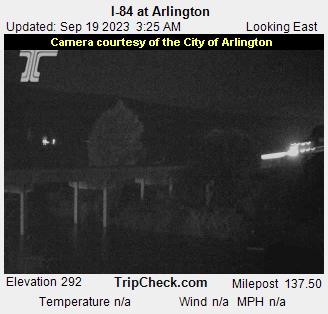 I-84 at Arlington
Updated: Sep 19 2023 3:25 AM Looking East
Camera courtesy of the City of Arlington
Elevation 292 TripCheck.com Milepost 137.50
Temperature n/a Wind n/a MPH n/a